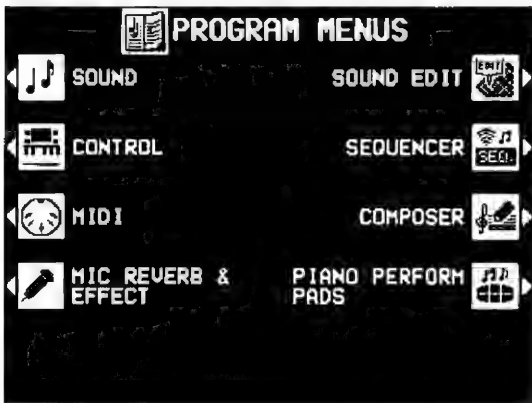 PROGRAM MENUS
SOUND
SOUND EDIT
EDIT
CONTROL
SEQUENCER
SEQ.
MIDI
COMPOSER
MIC REVERB &
EFFECT
PIANO PERFORM
PADS